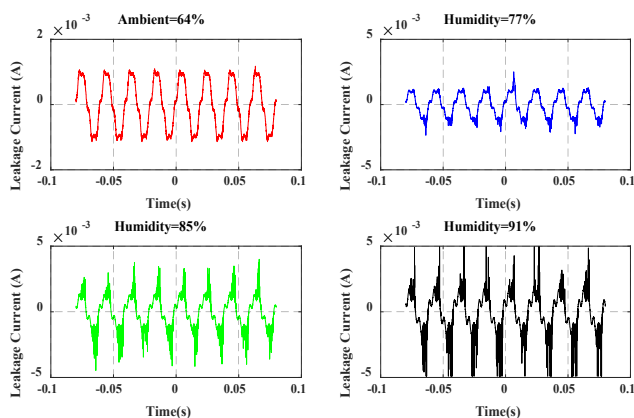 Ambient=64%
×10^-3
2
0
-2
Leakage Current (A)
-0.1 -0.05 0 0.05 0.1
Time(s)
Humidity=77%
×10^-3
5
0
-5
Leakage Current (A)
-0.1 -0.05 0 0.05 0.1
Time(s)
Humidity=85%
×10^-3
5
0
-5
Leakage Current (A)
-0.1 -0.05 0 0.05 0.1
Time(s)
Humidity=91%
×10^-3
5
0
-5
Leakage Current (A)
-0.1 -0.05 0 0.05 0.1
Time(s)